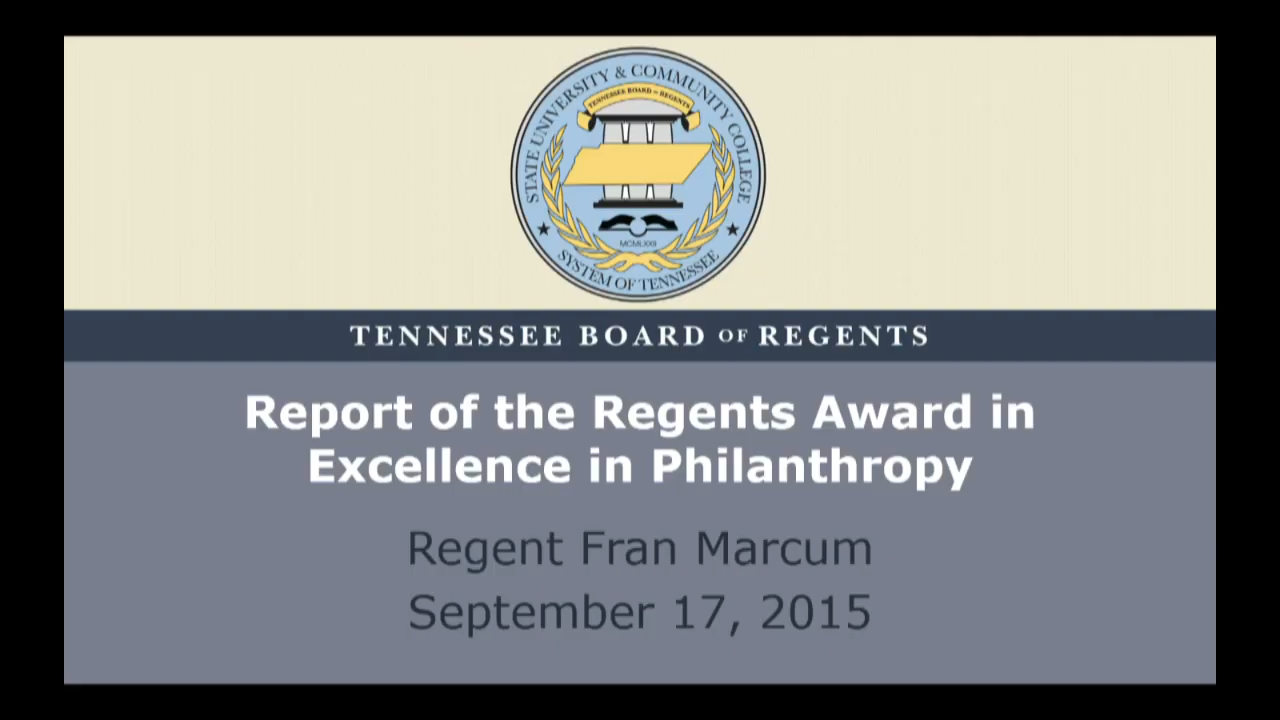 STATE UNIVERSITY & COMMUNITY COLLEGE
TENNESSEE BOARD OF REGENTS
MCMLXXII
SYSTEM OF TENNESSEE
TENNESSEE BOARD OF REGENTS
Report of the Regents Award in
Excellence in Philanthropy
Regent Fran Marcum
September 17, 2015